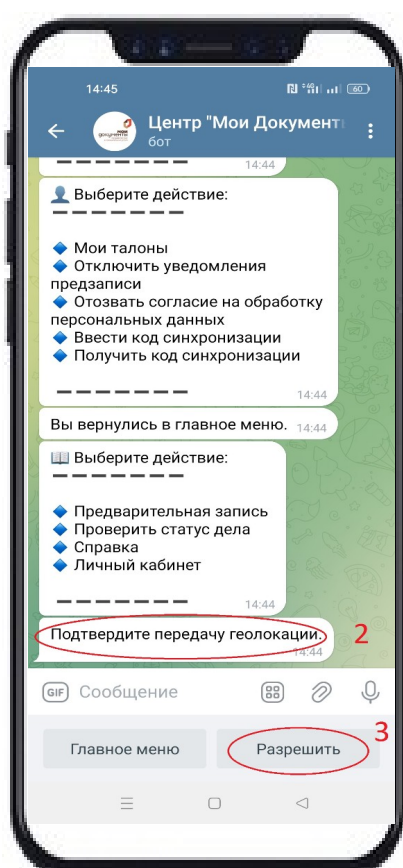 14:45
60
Центр "Мои Документ
бот
мои
документы
14:44
Выберите действие:
Мои талоны
Отключить уведомления
предзаписи
Отозвать согласие на обработку
персональных данных
Ввести код синхронизации
Получить код синхронизации
14:44
Вы вернулись в главное меню. 14:44
Выберите действие:
Предварительная запись
Проверить статус дела
Справка
Личный кабинет
14:44
Подтвердите передачу геолокации. 2
14:44
GIF Сообщение
3
Главное меню Разрешить